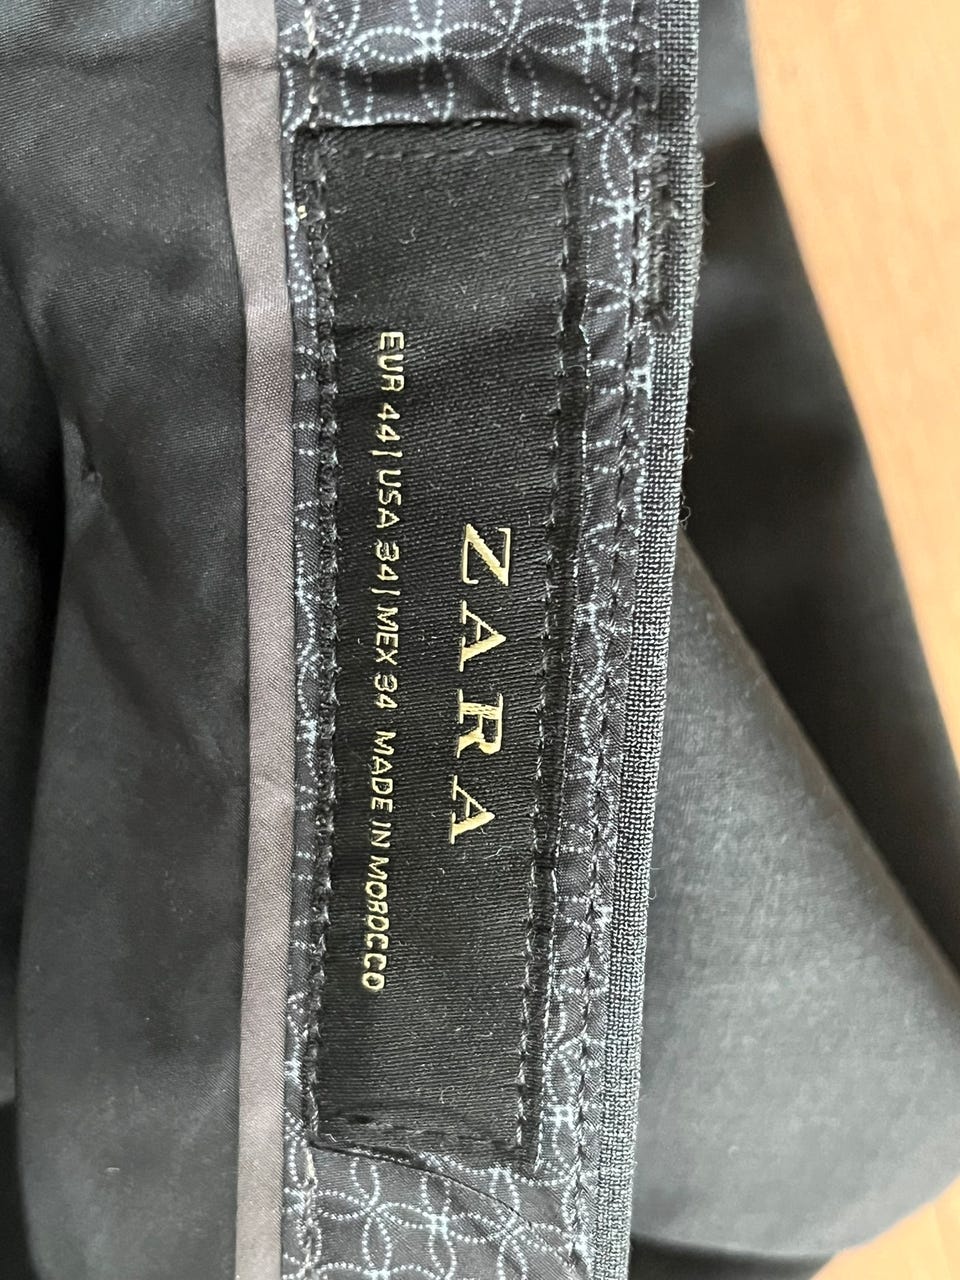 ZARA
EUR 44 | USA 34 | MEX 34 MADE IN MOROCCO